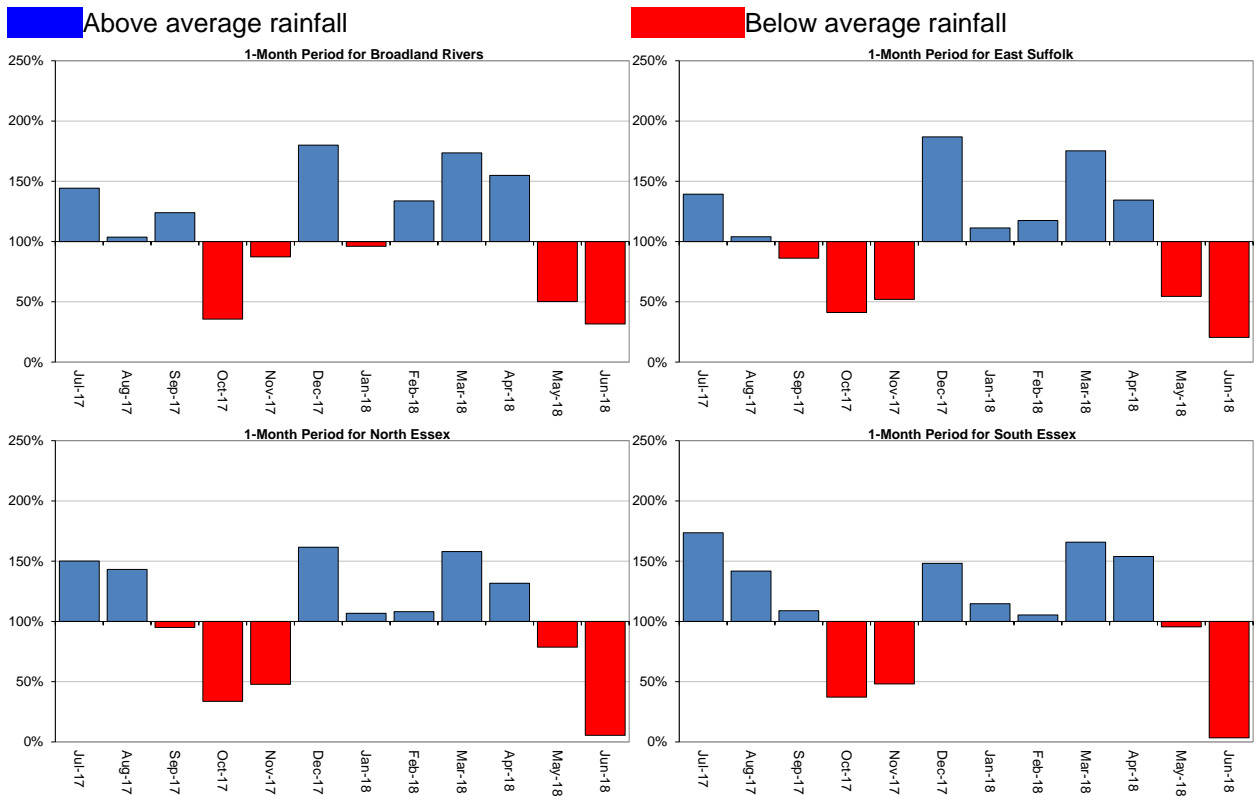 Above average rainfall
Below average rainfall
1-Month Period for Broadland Rivers
250%
200%
150%
100%
50%
0%
Jul-17
Aug-17
Sep-17
Oct-17
Nov-17
Dec-17
Jan-18
Feb-18
Mar-18
Apr-18
May-18
Jun-18
1-Month Period for East Suffolk
250%
200%
150%
100%
50%
0%
Jul-17
Aug-17
Sep-17
Oct-17
Nov-17
Dec-17
Jan-18
Feb-18
Mar-18
Apr-18
May-18
Jun-18
1-Month Period for North Essex
250%
200%
150%
100%
50%
0%
Jul-17
Aug-17
Sep-17
Oct-17
Nov-17
Dec-17
Jan-18
Feb-18
Mar-18
Apr-18
May-18
Jun-18
1-Month Period for South Essex
250%
200%
150%
100%
50%
0%
Jul-17
Aug-17
Sep-17
Oct-17
Nov-17
Dec-17
Jan-18
Feb-18
Mar-18
Apr-18
May-18
Jun-18